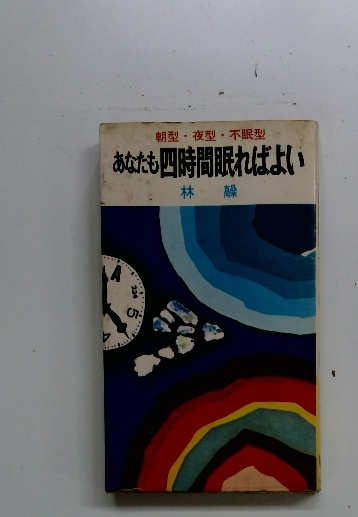 朝型・夜型・不眠型
あなたも四時間眠ればよい
林 髞